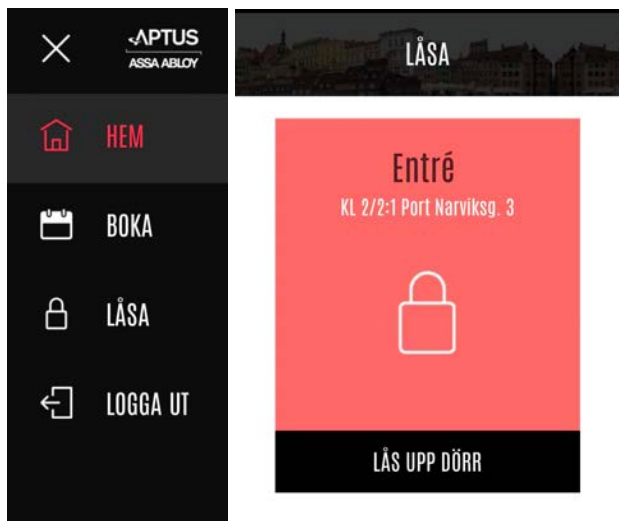 APTUS
ASSA ABLOY
HEM
BOKA
LÅSA
LOGGA UT
LÅSA
Entré
KL 2/2:1 Port Narviksg. 3
LÅS UPP DÖRR